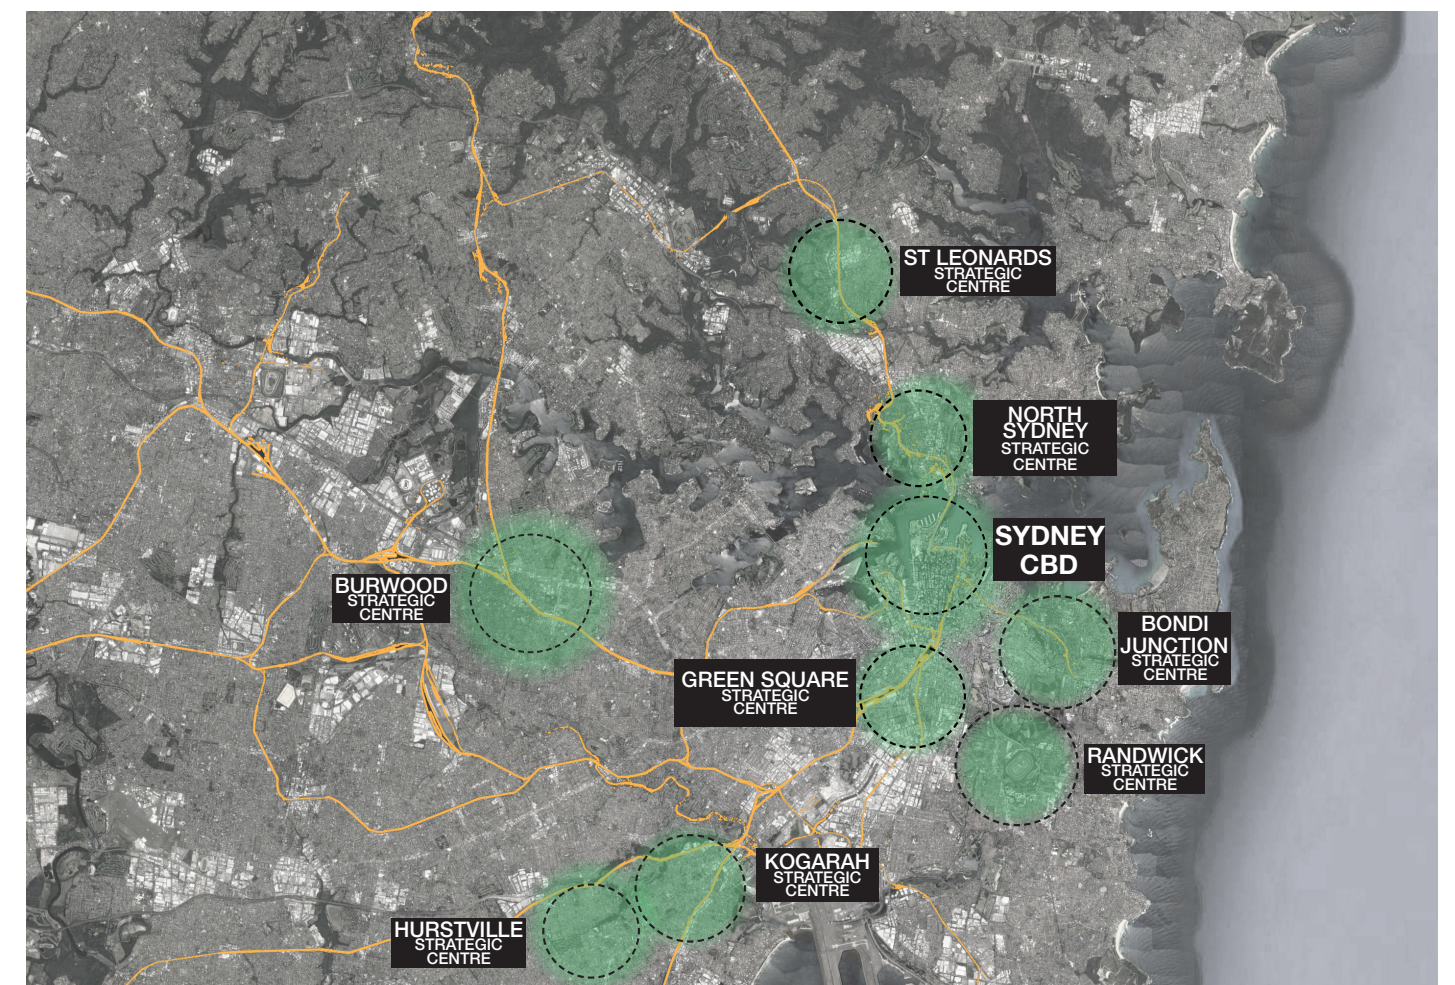 ST LEONARDS
STRATEGIC
CENTRE
NORTH
SYDNEY
STRATEGIC
CENTRE
SYDNEY
CBD
BURWOOD
STRATEGIC
CENTRE
BONDI
JUNCTION
STRATEGIC
CENTRE
GREEN SQUARE
STRATEGIC
CENTRE
RANDWICK
STRATEGIC
CENTRE
KOGARAH
STRATEGIC
CENTRE
HURSTVILLE
STRATEGIC
CENTRE